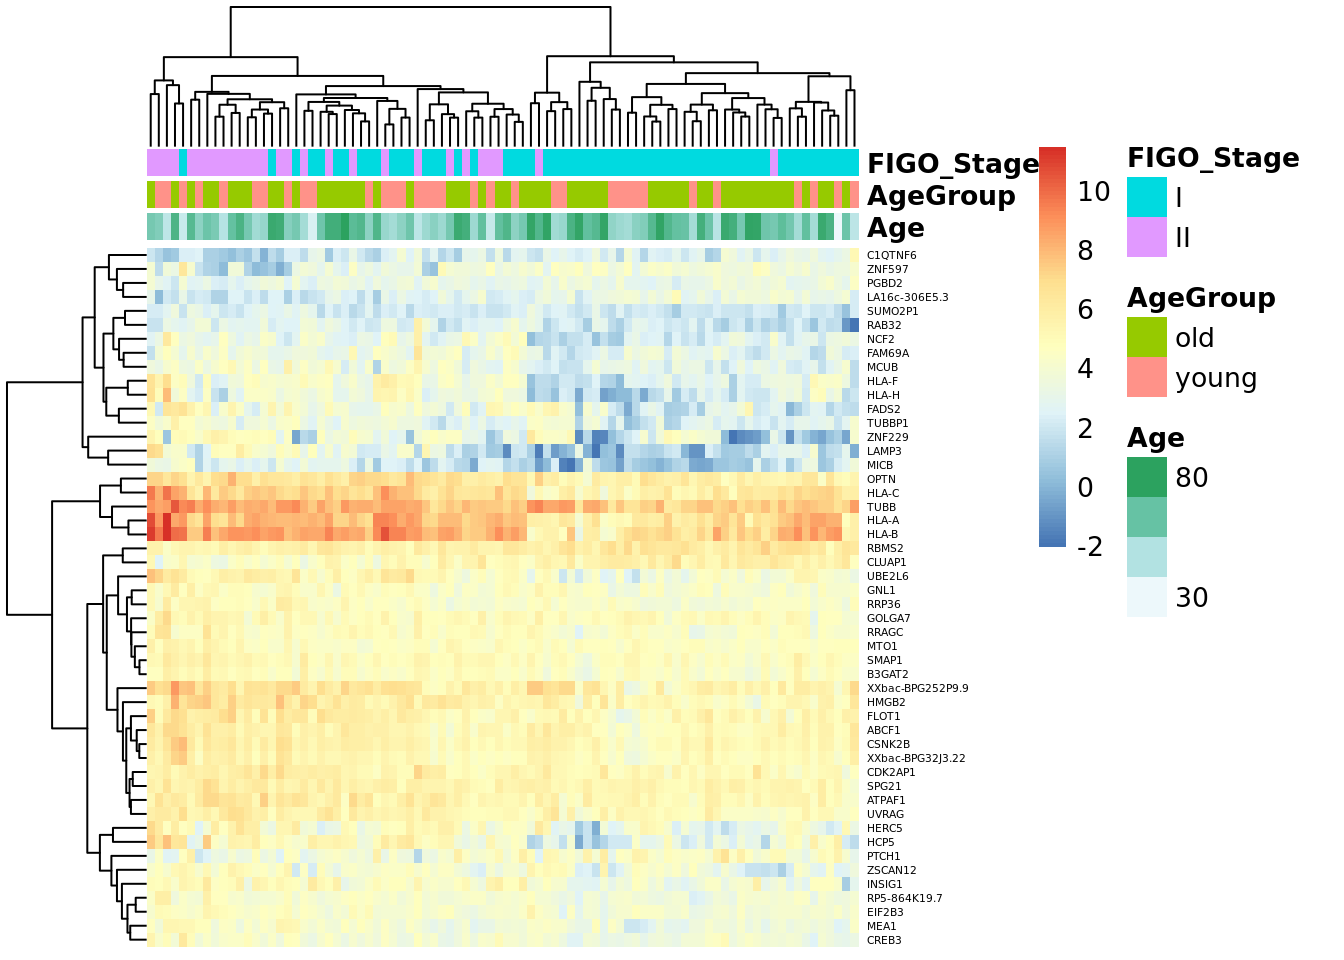 FIGO_Stage
AgeGroup
Age
C1QTNF6
ZNF597
PGBD2
LA16c-306E5.3
SUMO2P1
RAB32
NCF2
FAM69A
MCUB
HLA-F
HLA-H
FADS2
TUBBP1
ZNF229
LAMP3
MICB
OPTN
HLA-C
TUBB
HLA-A
HLA-B
RBMS2
CLUAP1
UBE2L6
GNL1
RRP36
GOLGA7
RRAGC
MTO1
SMAP1
B3GAT2
XXbac-BPG252P9.9
HMGB2
FLOT1
ABCF1
CSNK2B
XXbac-BPG32J3.22
CDK2AP1
SPG21
ATPAF1
UVRAG
HERC5
HCP5
PTCH1
ZSCAN12
INSIG1
RP5-864K19.7
EIF2B3
MEA1
CREB3
10
8
6
4
2
0
-2
FIGO_Stage
I
II
AgeGroup
old
young
Age
80
30